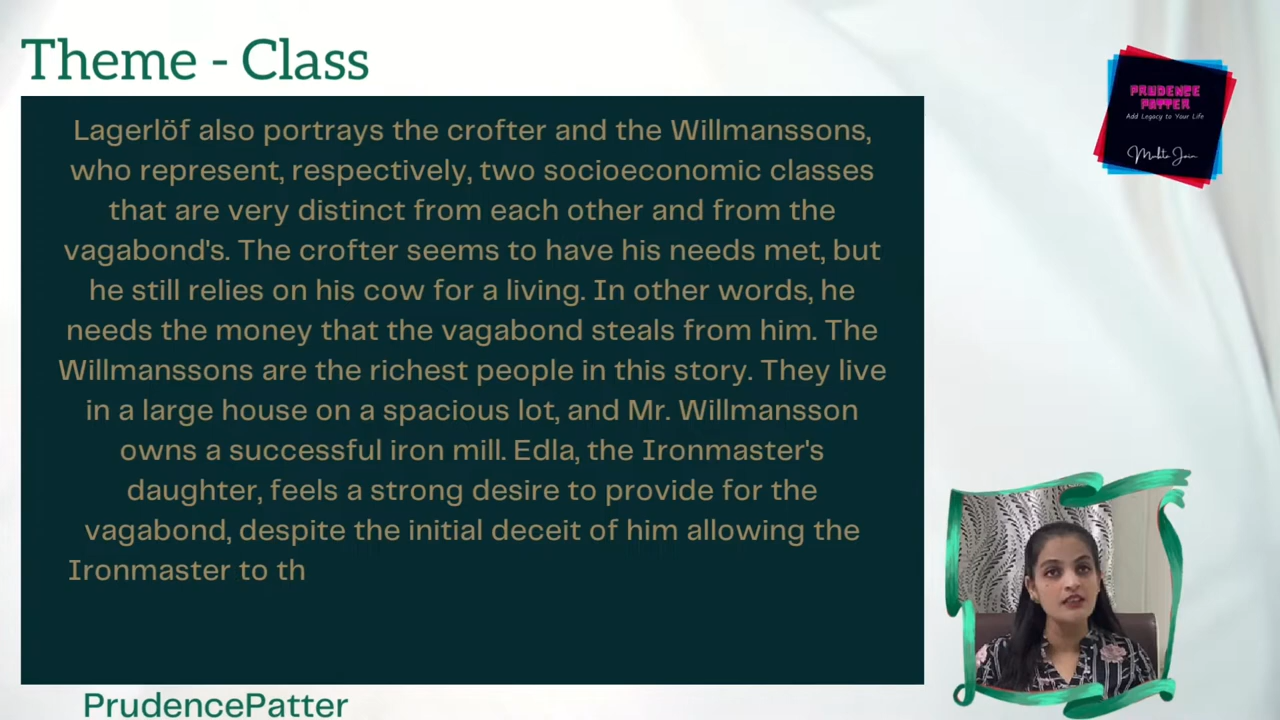 Theme - Class
PRUDENCE
PATTER
Add Legacy to Your Life
Lagerlöf also portrays the crofter and the Willmanssons,
who represent, respectively, two socioeconomic classes
that are very distinct from each other and from the
vagabond's. The crofter seems to have his needs met, but
he still relies on his cow for a living. In other words, he
needs the money that the vagabond steals from him. The
Willmanssons are the richest people in this story. They live
in a large house on a spacious lot, and Mr. Willmansson
owns a successful iron mill. Edla, the Ironmaster's
daughter, feels a strong desire to provide for the
vagabond, despite the initial deceit of him allowing the
Ironmaster to th
PrudencePatter